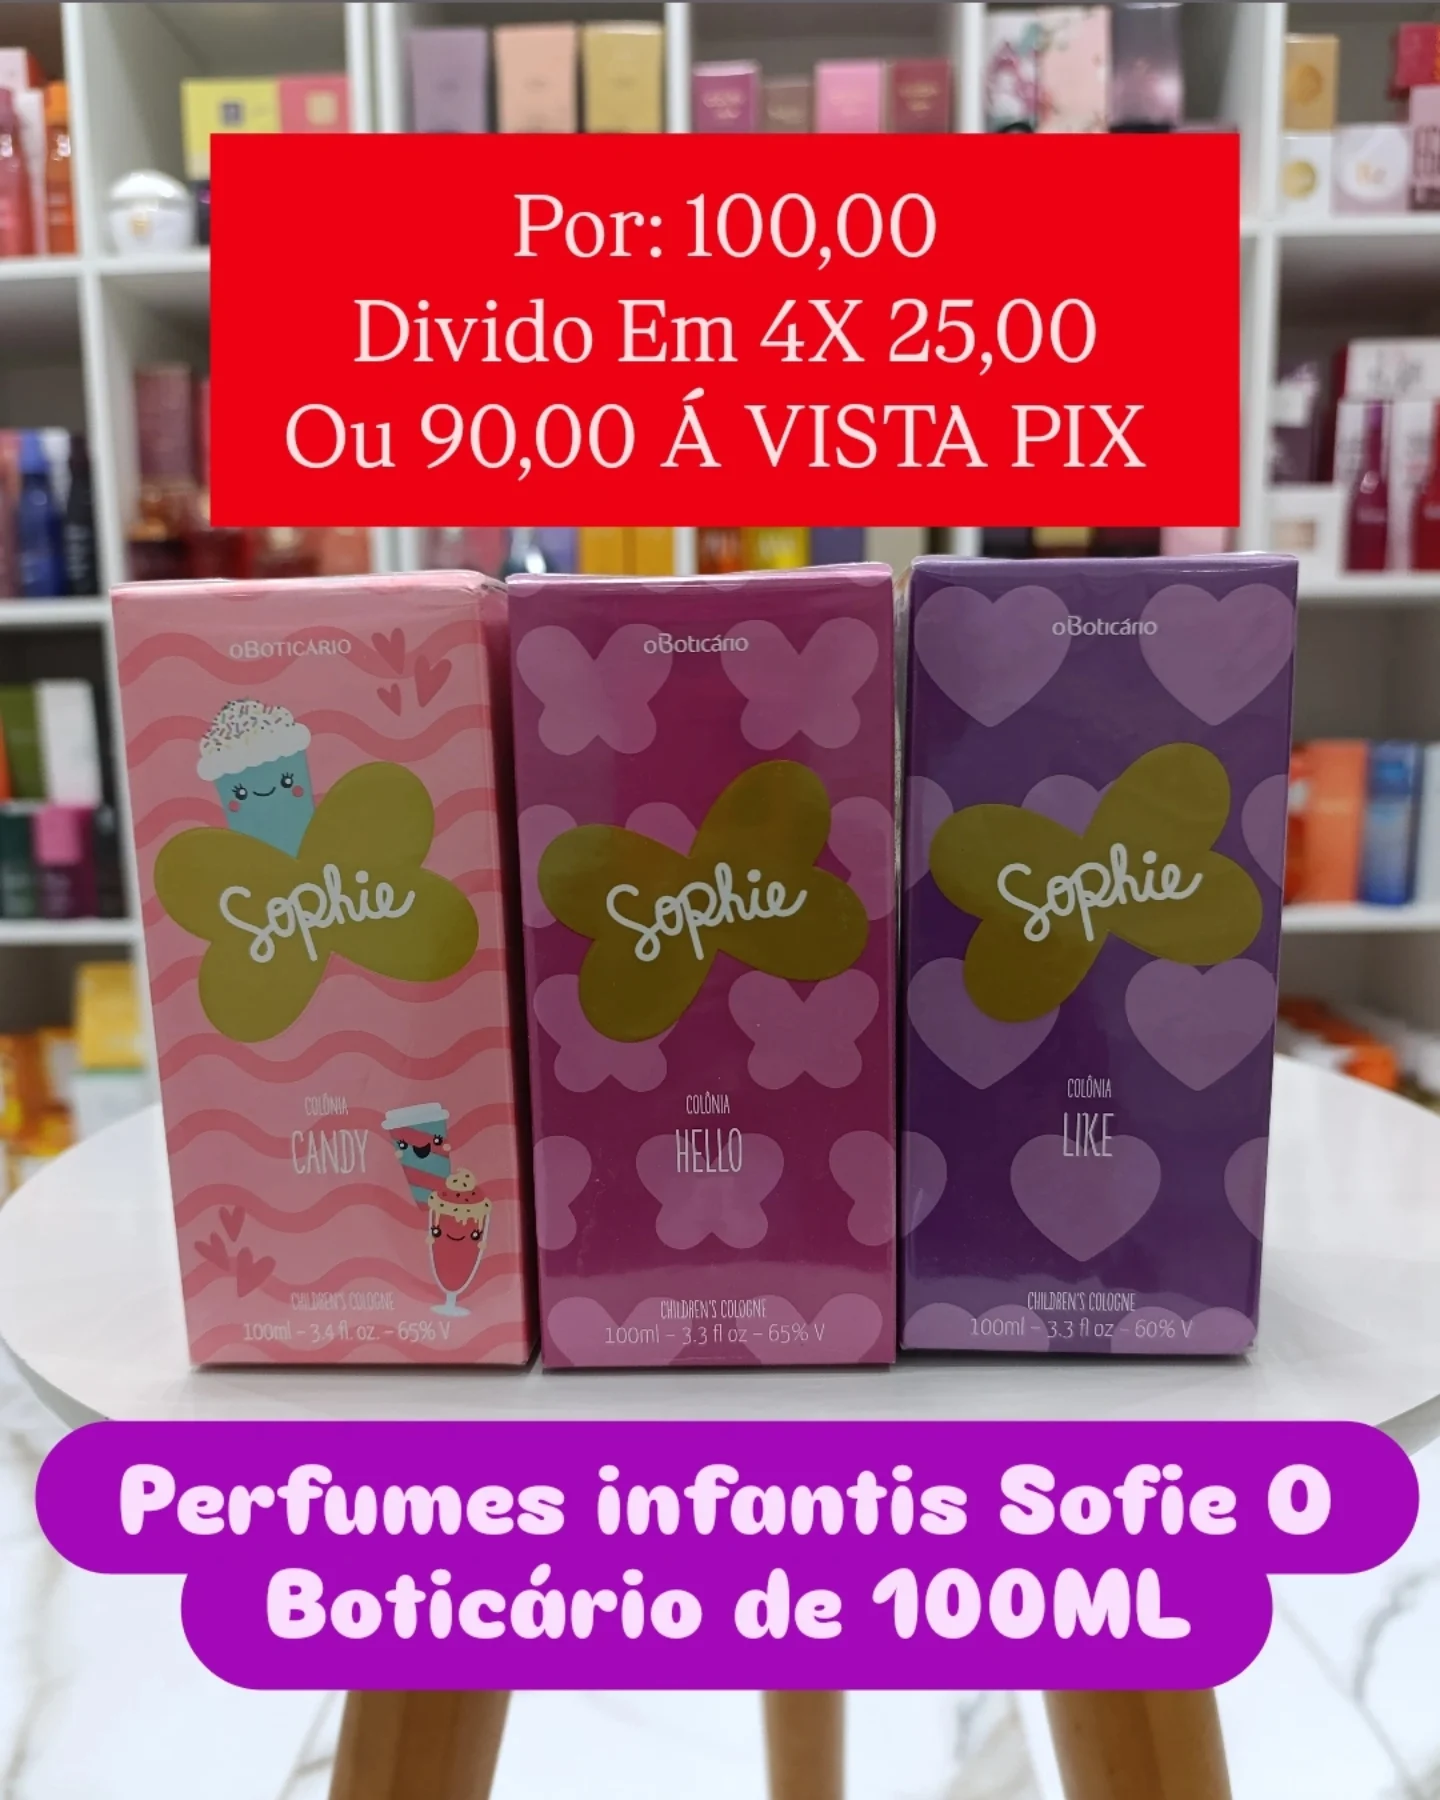 Por: 100,00
Divido Em 4X 25,00
Ou 90,00 Á VISTA PIX
oBOTICÁRIO
Sophie
COLÔNIA
CANDY
CHILDREN'S COLOGNE
100ml – 3.4 fl. oz. – 65% V
oBoticário
Sophie
COLÔNIA
HELLO
CHILDREN'S COLOGNE
100ml – 3.3 fl oz – 65% V
oBoticário
Sophie
COLÔNIA
LIKE
CHILDREN'S COLOGNE
100ml – 3.3 fl oz – 60% V
Perfumes infantis Sofie O
Boticário de 100ML